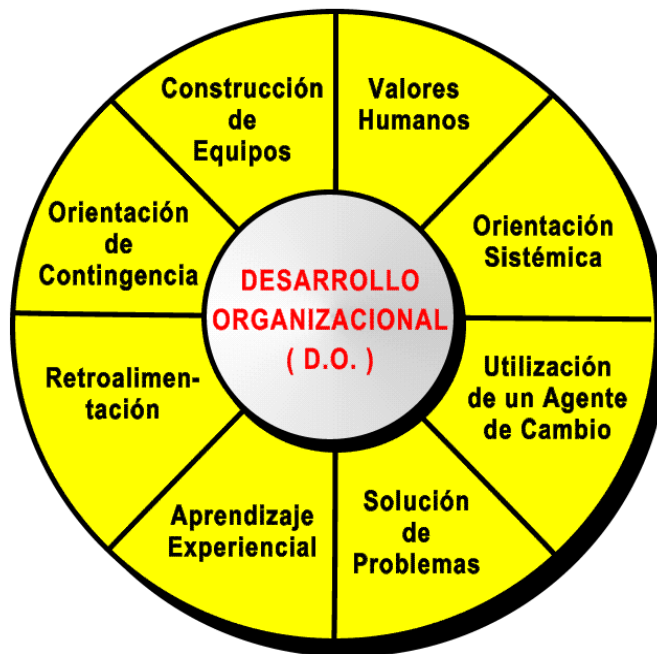 DESARROLLO
ORGANIZACIONAL
( D.O. )
Valores
Humanos
Orientación
Sistémica
Utilización
de un Agente
de Cambio
Solución
de
Problemas
Aprendizaje
Experiencial
Retroalimen-
tación
Orientación
de
Contingencia
Construcción
de
Equipos